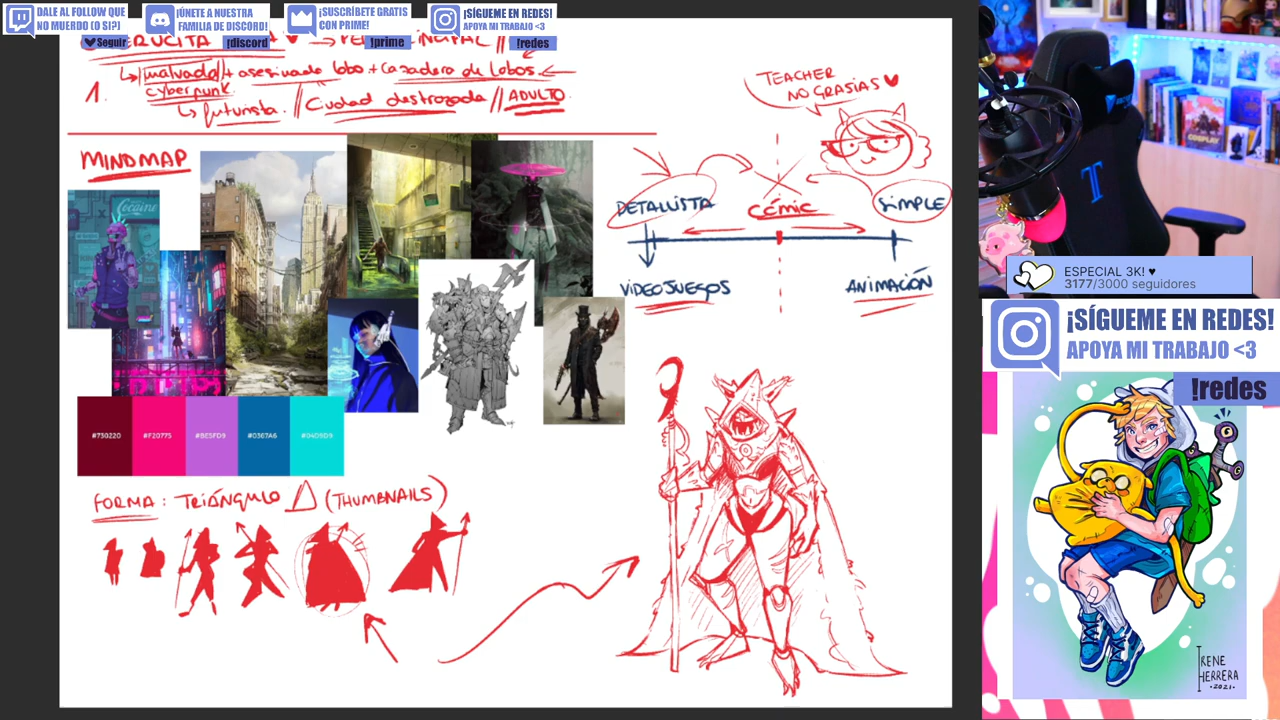 DALE AL FOLLOW QUE
NO MUERDO (O SI?)
Seguir
¡ÚNETE A NUESTRA
FAMILIA DE DISCORD!
!discord
¡SUSCRÍBETE GRATIS
CON PRIME!
!prime
¡SÍGUEME EN REDES!
APOYA MI TRABAJO <3
!redes
malvada + asesinada lobo + Cazadora de lobos
cyberpunk
1.
futurista // Ciudad destrozada // ADULTO
MINDMAP
Cocaine
#730220
#F20775
#BE5FD9
#0367A6
FORMA: TRIÁNGULO (THUMBNAILS)
TEACHER
NO GRASIAS
DETALLISTA
CÓMIC
SIMPLE
VIDEOJUEGOS
ANIMACIÓN
COSPLAY
ESPECIAL 3K! ♥
3177/3000 seguidores
¡SÍGUEME EN REDES!
APOYA MI TRABAJO <3
!redes
IRENE
HERRERA
·2021·